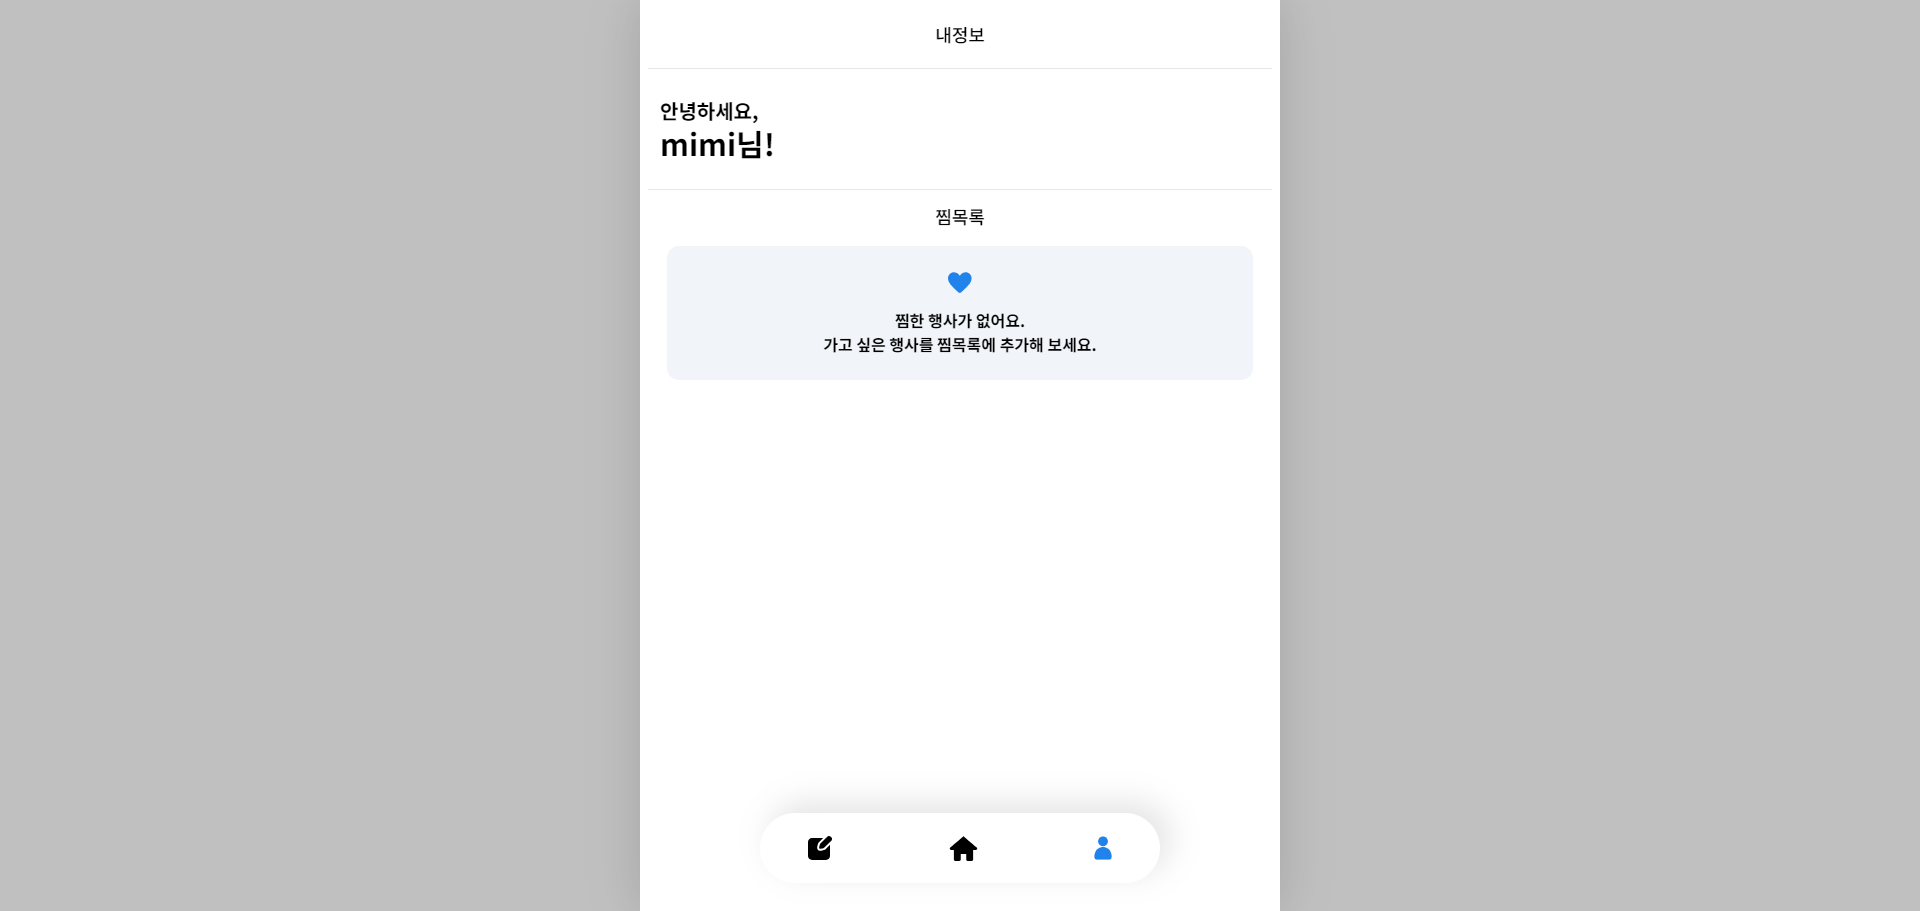 내정보
안녕하세요,
mimi님!
찜목록
찜한 행사가 없어요.
가고 싶은 행사를 찜목록에 추가해 보세요.